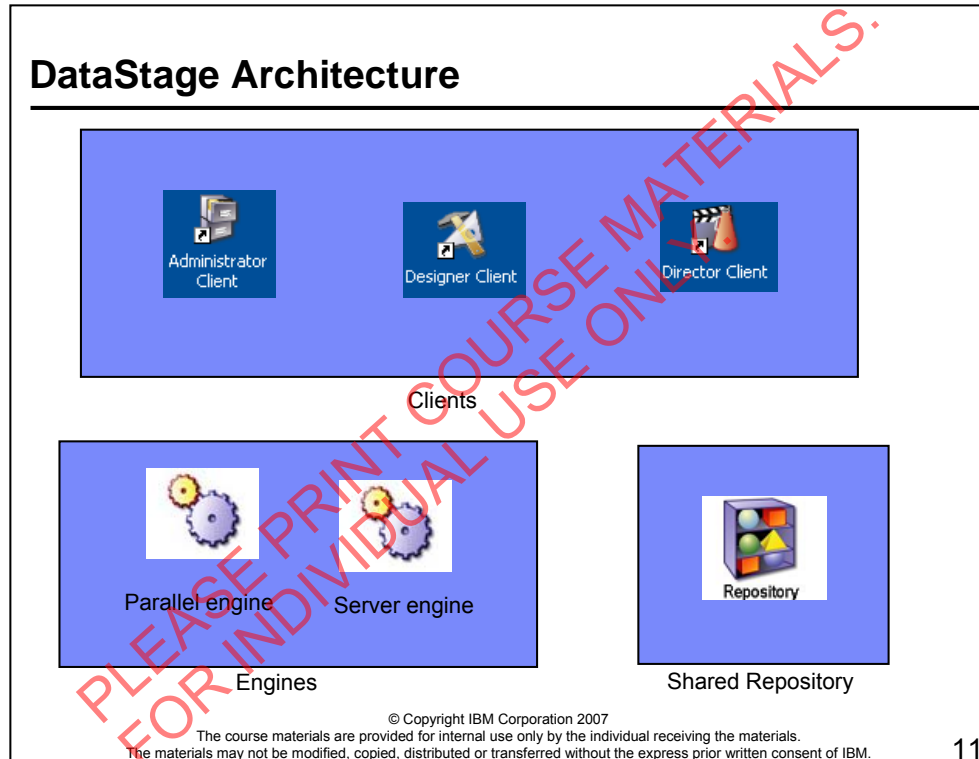 DataStage Architecture
Administrator
Client
Designer Client
Director Client
Clients
Parallel engine
Server engine
Repository
Engines
Shared Repository
PLEASE PRINT COURSE MATERIALS.
FOR INDIVIDUAL USE ONLY.
© Copyright IBM Corporation 2007
The course materials are provided for internal use only by the individual receiving the materials.
The materials may not be modified, copied, distributed or transferred without the express prior written consent of IBM.
11